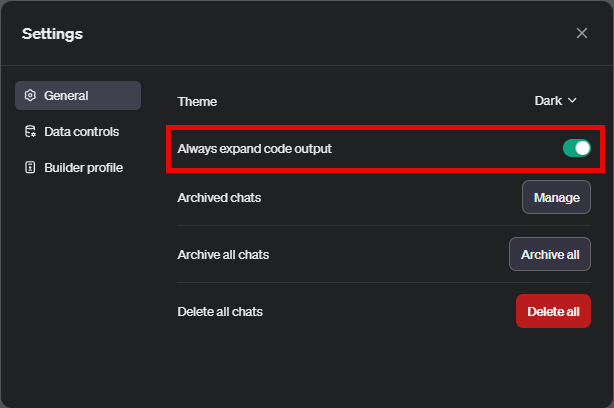 Settings
General
Data controls
Builder profile
Theme
Dark
Always expand code output
Archived chats
Manage
Archive all chats
Archive all
Delete all chats
Delete all